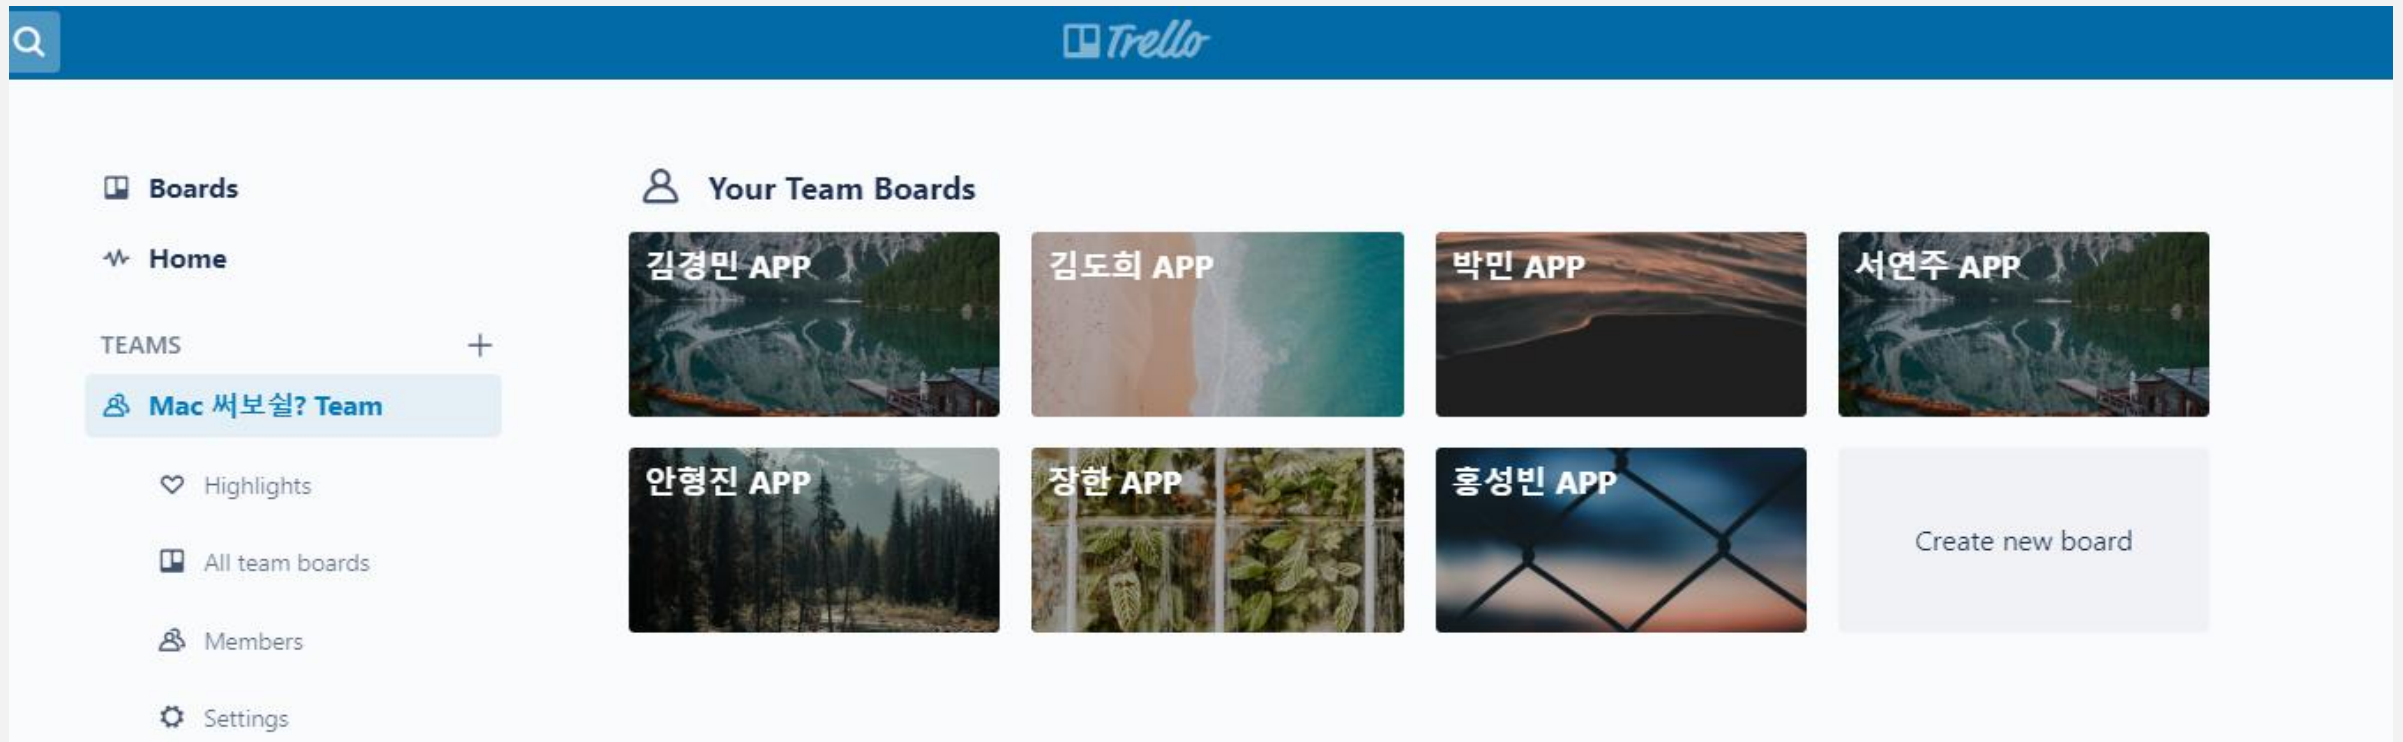 Trello
Boards
Home
TEAMS
Mac 써보쉴? Team
Highlights
All team boards
Members
Settings
Your Team Boards
김경민 APP
김도희 APP
박민 APP
서연주 APP
안형진 APP
장한 APP
홍성빈 APP
Create new board